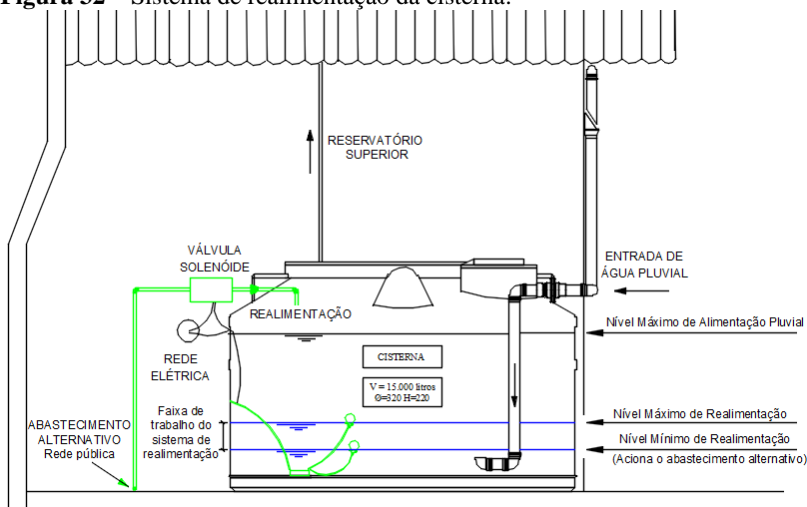 Figura 32 – Sistema de realimentação da cisterna.
RESERVATÓRIO
SUPERIOR
VÁLVULA
SOLENÓIDE
ENTRADA DE
ÁGUA PLUVIAL
REALIMENTAÇÃO
Nível Máximo de Alimentação Pluvial
REDE
ELÉTRICA
CISTERNA
V = 15.000 litros
Ø=320 H=220
Faixa de
trabalho do
sistema de
realimentação
ABASTECIMENTO
ALTERNATIVO
Rede pública
Nível Máximo de Realimentação
Nível Mínimo de Realimentação
(Aciona o abastecimento alternativo)